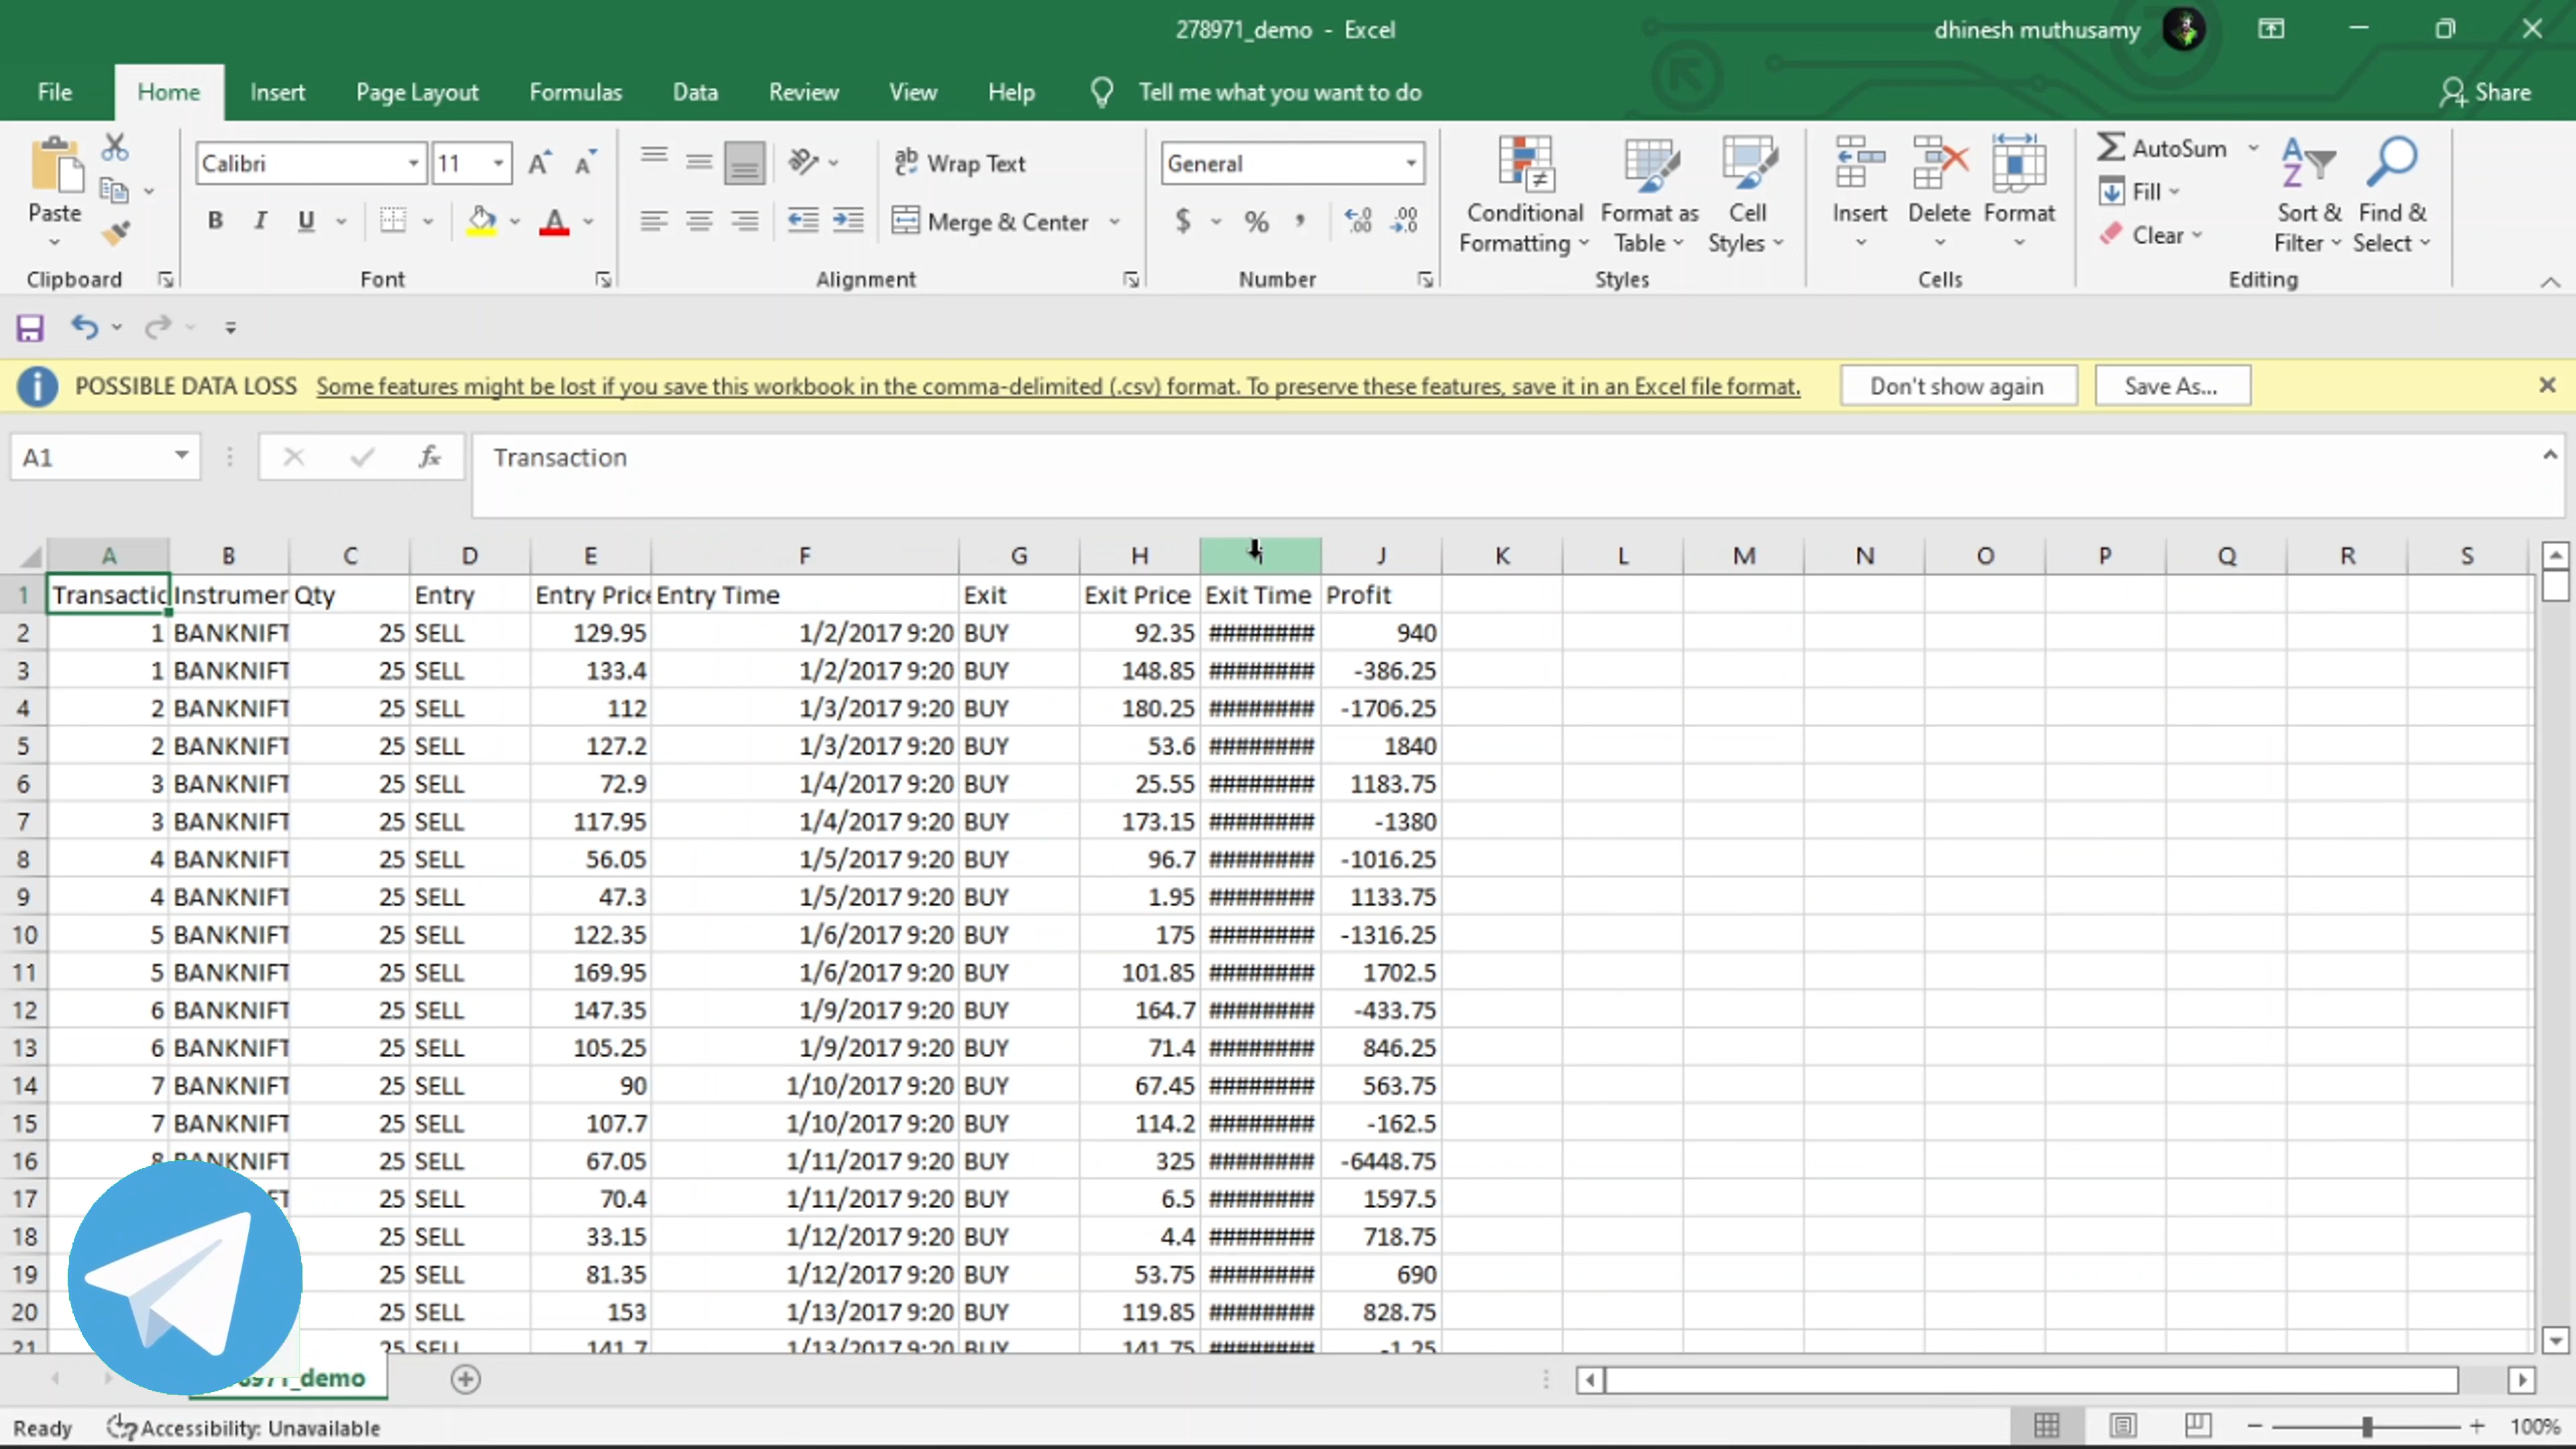 278971_demo - Excel
dhinesh muthusamy
File Home Insert Page Layout Formulas Data Review View Help Tell me what you want to do Share
Paste
Clipboard
Calibri 11
B I U A
Font
Wrap Text
Merge & Center
Alignment
General
$ % ,
Number
Conditional Formatting
Format as Table
Cell Styles
Styles
Insert Delete Format
Cells
AutoSum
Fill
Clear
Sort & Filter
Find & Select
Editing
POSSIBLE DATA LOSS Some features might be lost if you save this workbook in the comma-delimited (.csv) format. To preserve these features, save it in an Excel file format. Don't show again Save As...
A1 fx Transaction
A B C D E F G H J K L M N O P Q R S
1 Transactic Instrumer Qty Entry Entry Price Entry Time Exit Exit Price Exit Time Profit
2 1 BANKNIFT 25 SELL 129.95 1/2/2017 9:20 BUY 92.35 ######## 940
3 1 BANKNIFT 25 SELL 133.4 1/2/2017 9:20 BUY 148.85 ######## -386.25
4 2 BANKNIFT 25 SELL 112 1/3/2017 9:20 BUY 180.25 ######## -1706.25
5 2 BANKNIFT 25 SELL 127.2 1/3/2017 9:20 BUY 53.6 ######## 1840
6 3 BANKNIFT 25 SELL 72.9 1/4/2017 9:20 BUY 25.55 ######## 1183.75
7 3 BANKNIFT 25 SELL 117.95 1/4/2017 9:20 BUY 173.15 ######## -1380
8 4 BANKNIFT 25 SELL 56.05 1/5/2017 9:20 BUY 96.7 ######## -1016.25
9 4 BANKNIFT 25 SELL 47.3 1/5/2017 9:20 BUY 1.95 ######## 1133.75
10 5 BANKNIFT 25 SELL 122.35 1/6/2017 9:20 BUY 175 ######## -1316.25
11 5 BANKNIFT 25 SELL 169.95 1/6/2017 9:20 BUY 101.85 ######## 1702.5
12 6 BANKNIFT 25 SELL 147.35 1/9/2017 9:20 BUY 164.7 ######## -433.75
13 6 BANKNIFT 25 SELL 105.25 1/9/2017 9:20 BUY 71.4 ######## 846.25
14 7 BANKNIFT 25 SELL 90 1/10/2017 9:20 BUY 67.45 ######## 563.75
15 7 BANKNIFT 25 SELL 107.7 1/10/2017 9:20 BUY 114.2 ######## -162.5
16 8 BANKNIFT 25 SELL 67.05 1/11/2017 9:20 BUY 325 ######## -6448.75
17 25 SELL 70.4 1/11/2017 9:20 BUY 6.5 ######## 1597.5
18 25 SELL 33.15 1/12/2017 9:20 BUY 4.4 ######## 718.75
19 25 SELL 81.35 1/12/2017 9:20 BUY 53.75 ######## 690
20 25 SELL 153 1/13/2017 9:20 BUY 119.85 ######## 828.75
21 25 SELL 141.7 1/13/2017 9:20 BUY 141.75 ######## -1.25
_demo
Ready Accessibility: Unavailable 100%